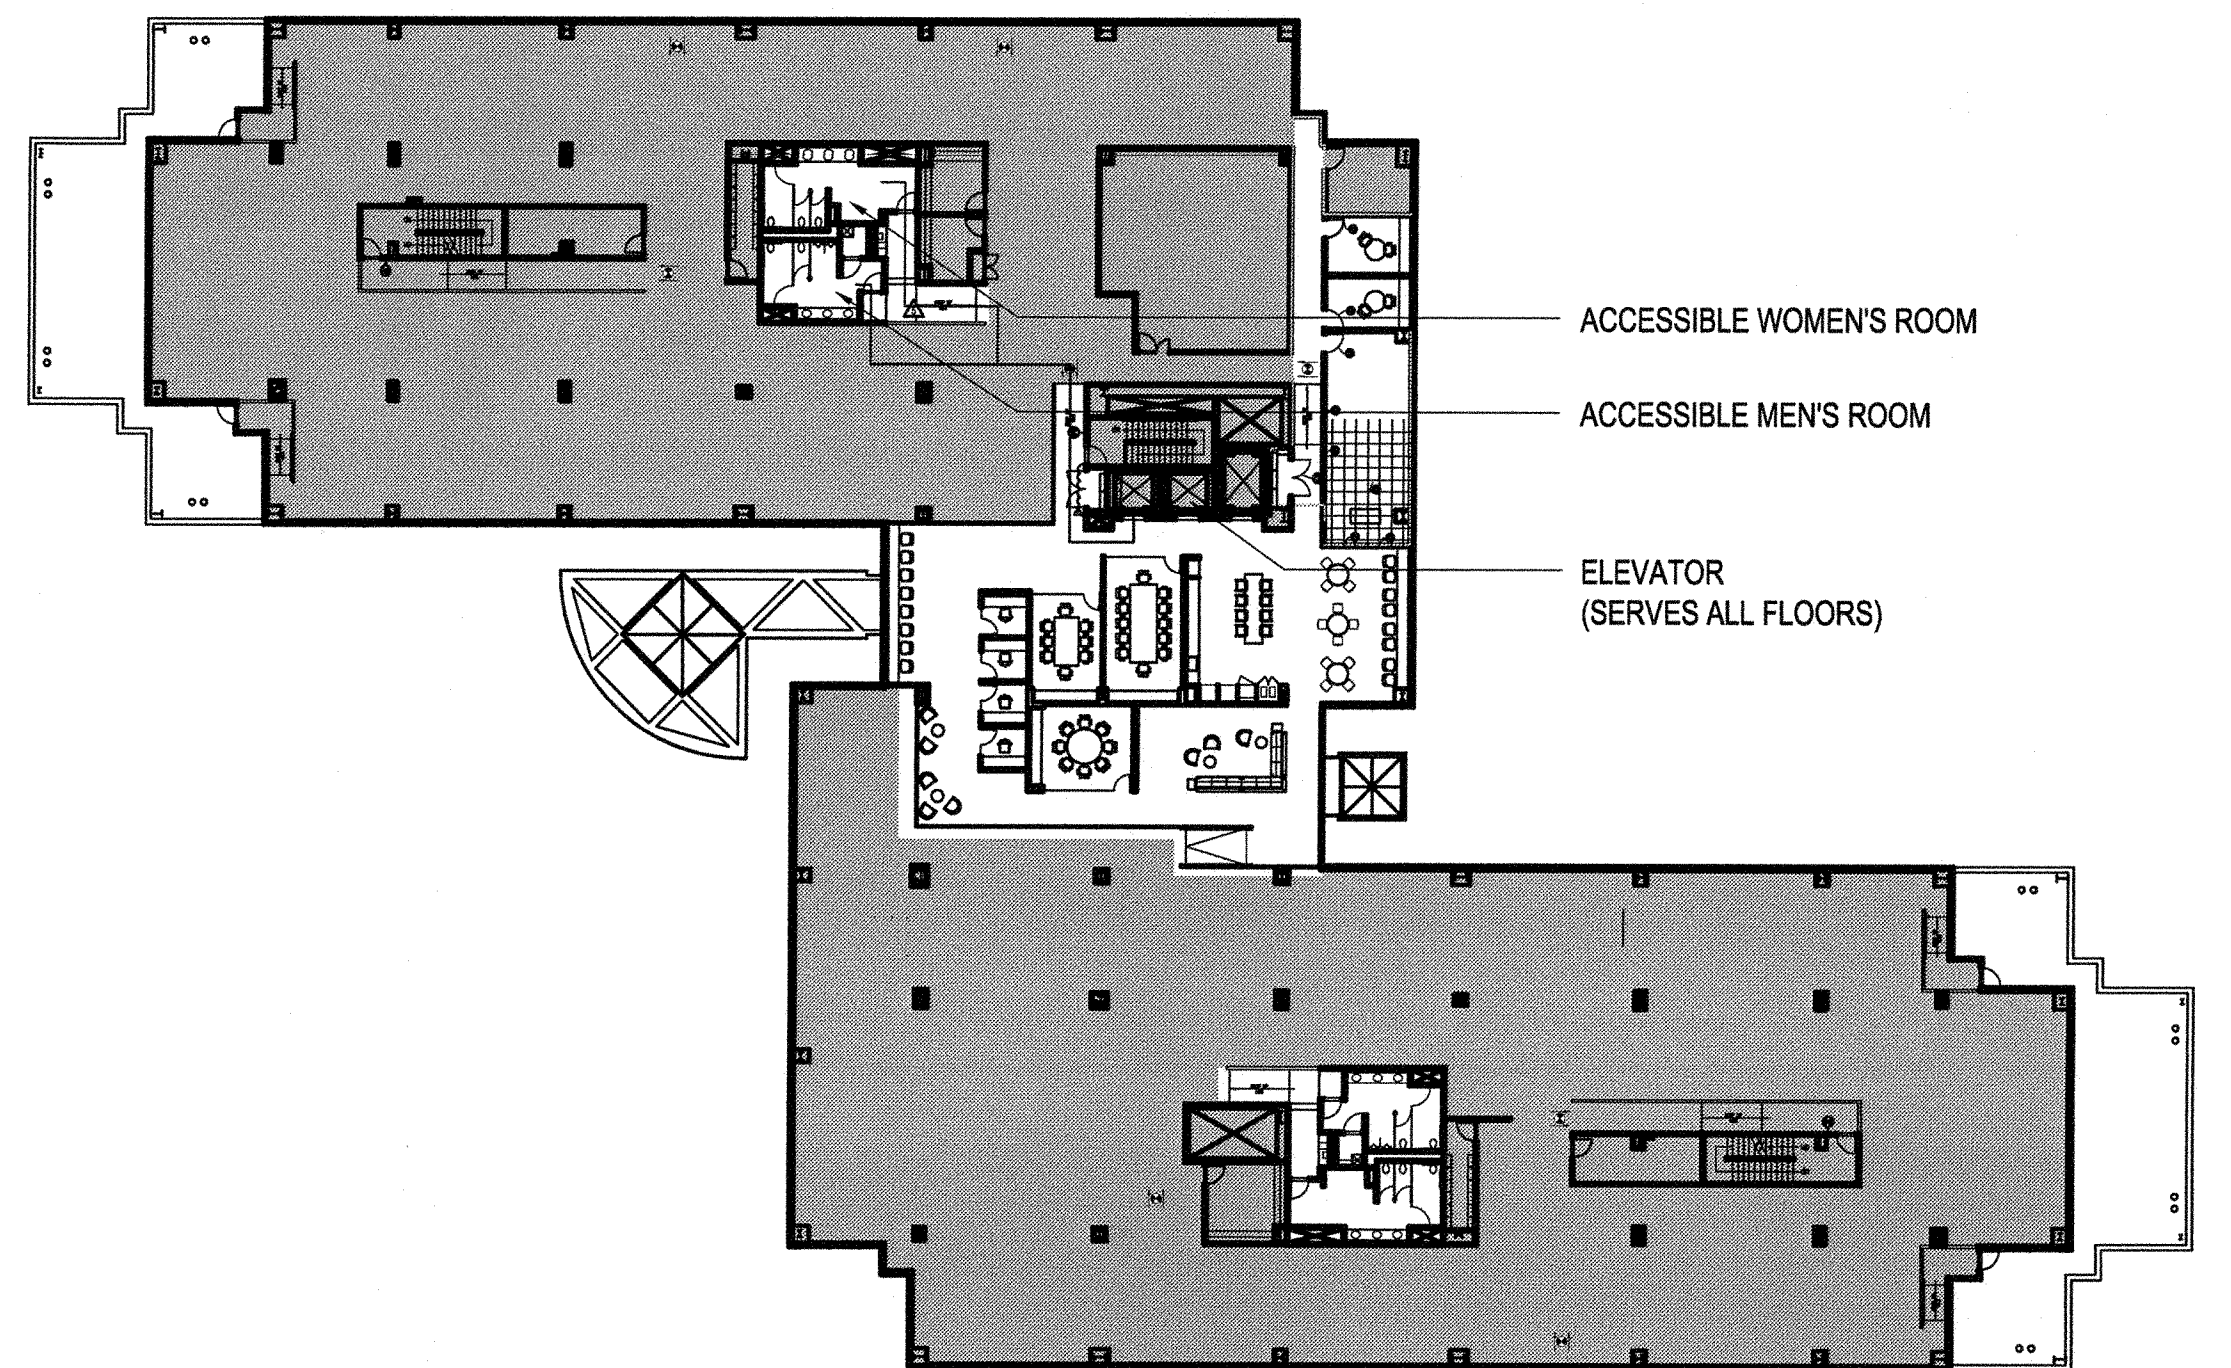 ACCESSIBLE WOMEN'S ROOM
ACCESSIBLE MEN'S ROOM
ELEVATOR
(SERVES ALL FLOORS)